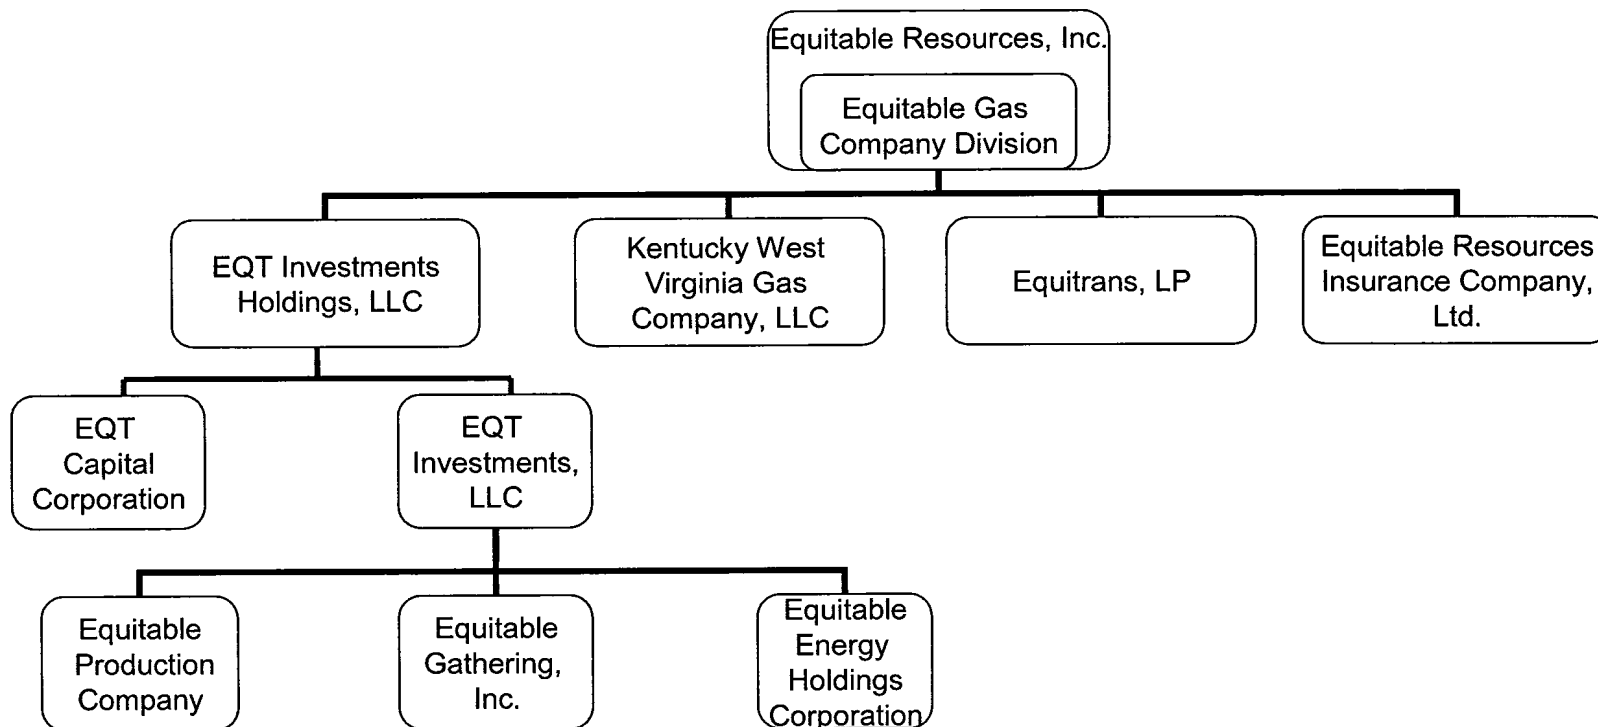 Equitable Resources, Inc.
Equitable Gas
Company Division
EQT Investments
Holdings, LLC
Kentucky West
Virginia Gas
Company, LLC
Equitrans, LP
Equitable Resources
Insurance Company,
Ltd.
EQT
Capital
Corporation
EQT
Investments,
LLC
Equitable
Production
Company
Equitable
Gathering,
Inc.
Equitable
Energy
Holdings
Corporation